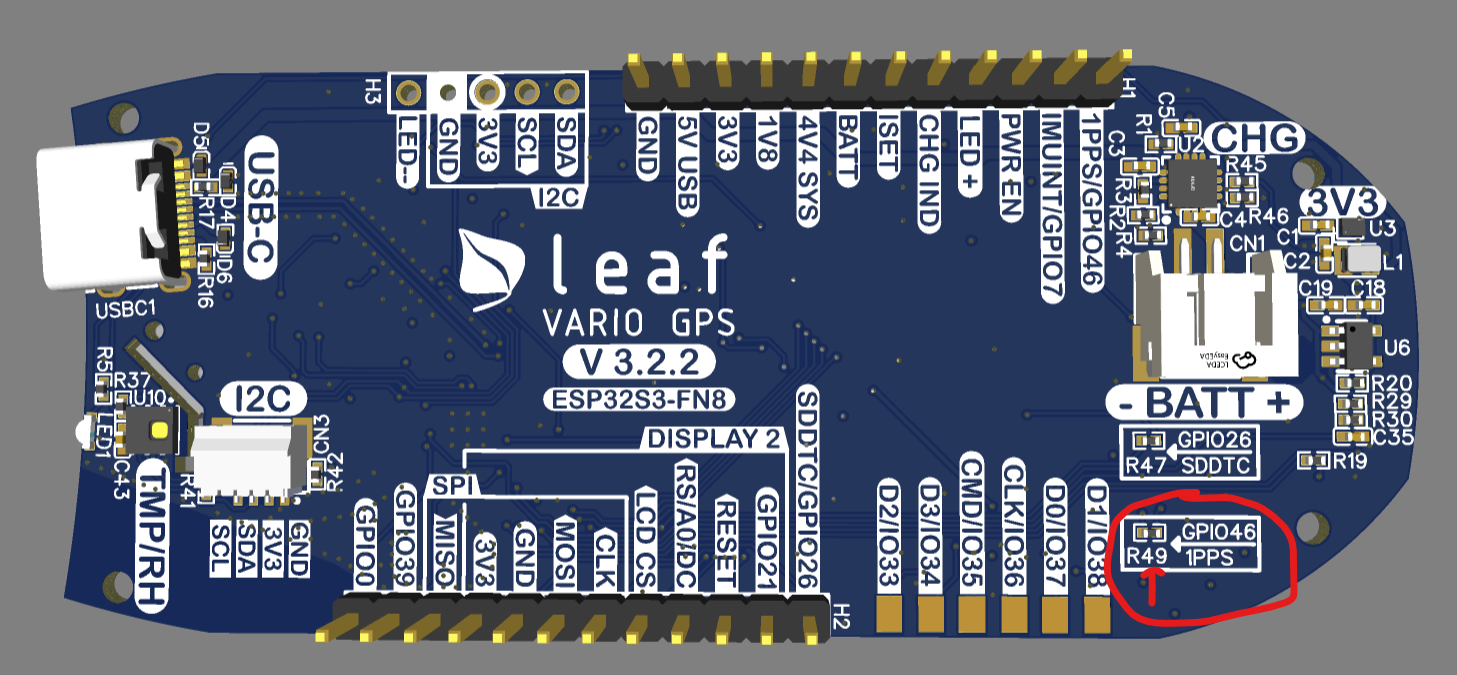 H3
LED-
GND
3V3
SCL
SDA
I2C
GND
5V USB
3V3
1V8
4V4 SYS
BATT
ISET
CHG IND
LED +
PWR EN
IMUINT/GPIO7
1PPS/GPIO46
H1
C5
R1
C3
U2
CHG
R45
R3
R2
R4
C4
R46
CN1
3V3
C1
U3
C2
L1
C19
C18
U6
R20
R29
R30
C35
R19
D5
R17
D4
D6
R16
USB-C
USBC1
leaf
VARIO GPS
V 3.2.2
ESP32S3-FN8
LCEDA
EasyEDA
- BATT +
GPIO26
R47 SDDTC
GPIO46
R49 1PPS
R5
R37
U10
LED1
C43
TMP/RH
I2C
CN3
R42
R41
SCL
SDA
3V3
GND
DISPLAY 2
SPI
GPIO0
GPIO39
MISO
3V3
GND
MOSI
CLK
LCD CS
RS/A0/DC
RESET
GPIO21
SDDTC/GPIO26
H2
D2/IO33
D3/IO34
CMD/IO35
CLK/IO36
D0/IO37
D1/IO38